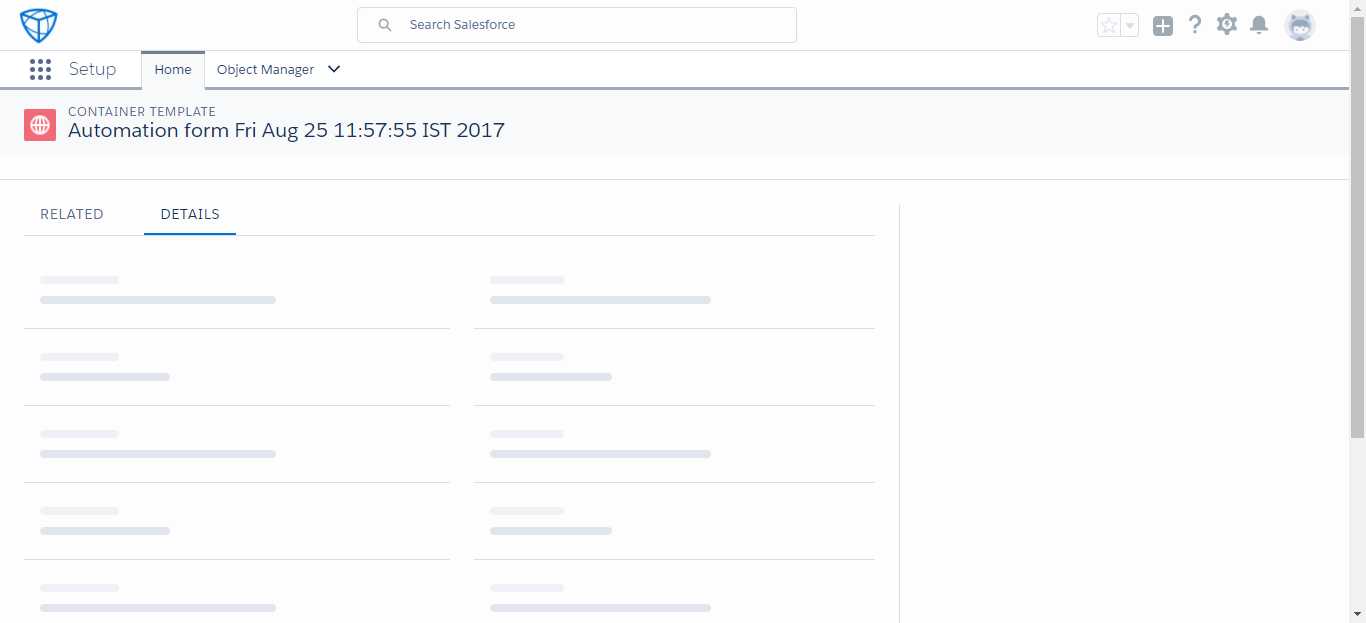 Search Salesforce
Setup
Home
Object Manager
CONTAINER TEMPLATE
Automation form Fri Aug 25 11:57:55 IST 2017
RELATED
DETAILS